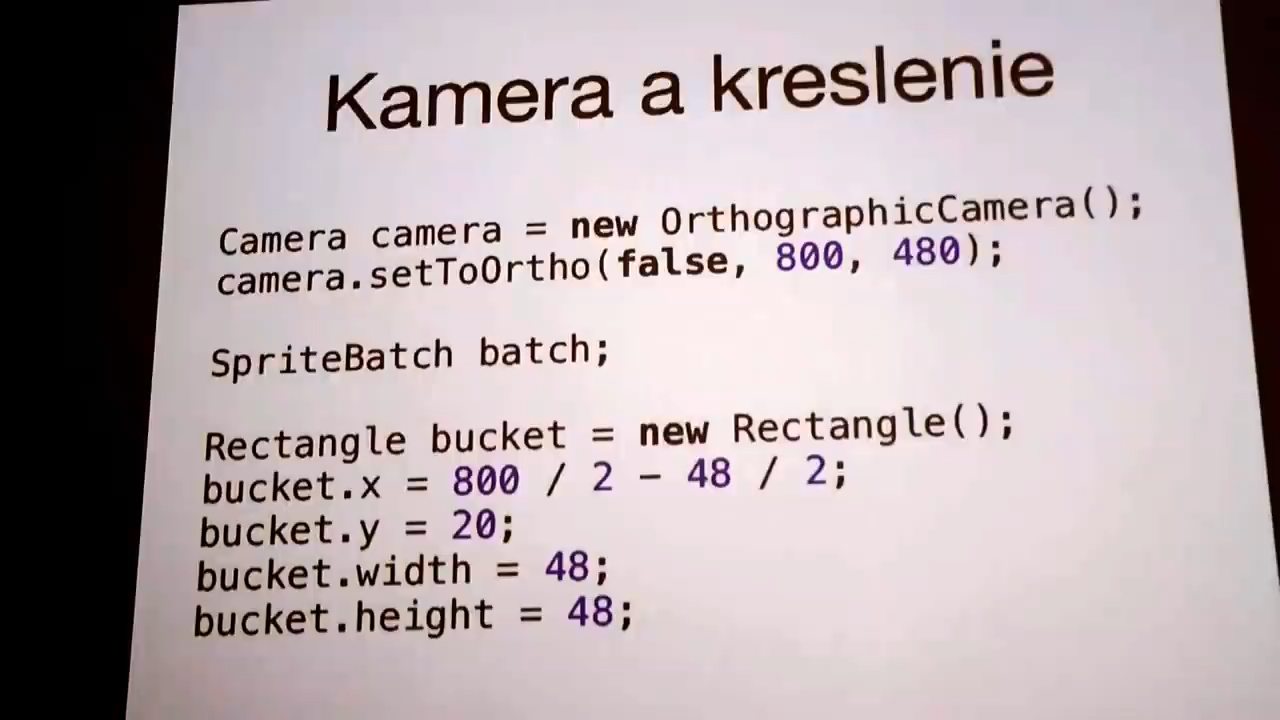 Kamera a kreslenie
Camera camera = new OrthographicCamera();
camera.setToOrtho(false, 800, 480);
SpriteBatch batch;
Rectangle bucket = new Rectangle();
bucket.x = 800 / 2 – 48 / 2;
bucket.y = 20;
bucket.width = 48;
bucket.height = 48;